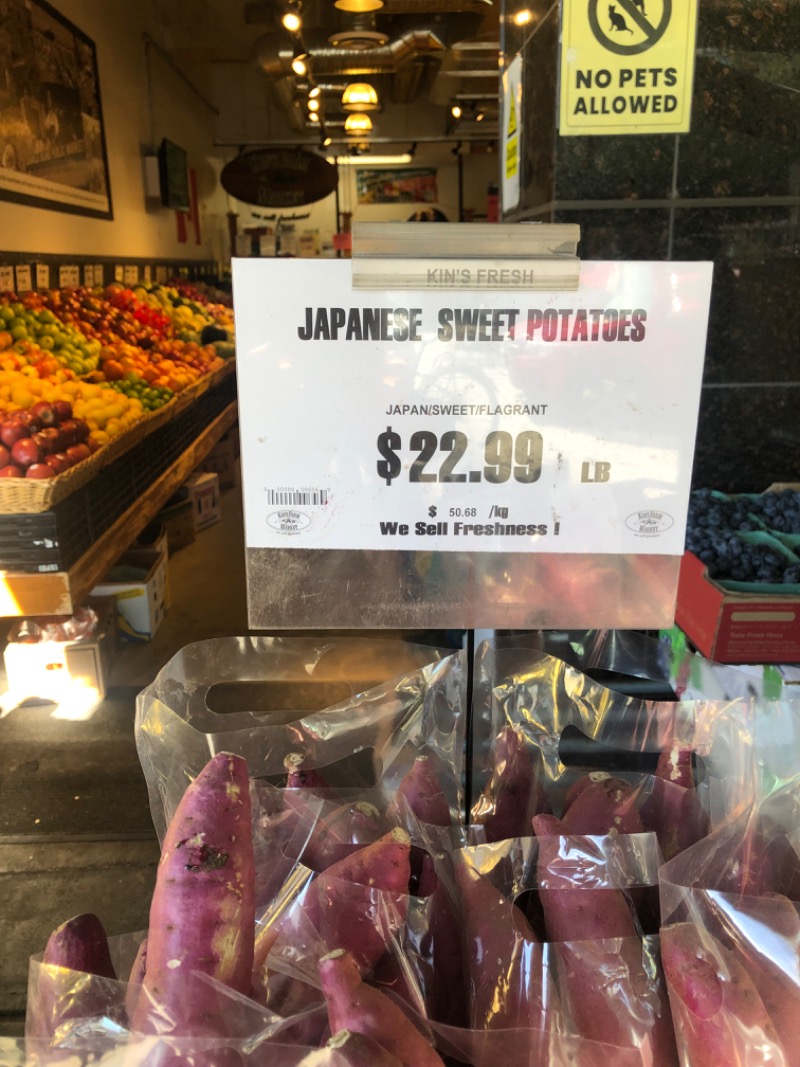 NO PETS
ALLOWED
KIN'S FRESH
JAPANESE SWEET POTATOES
JAPAN/SWEET/FLAGRANT
$22.99 LB
$ 50.68 /kg
We Sell Freshness !